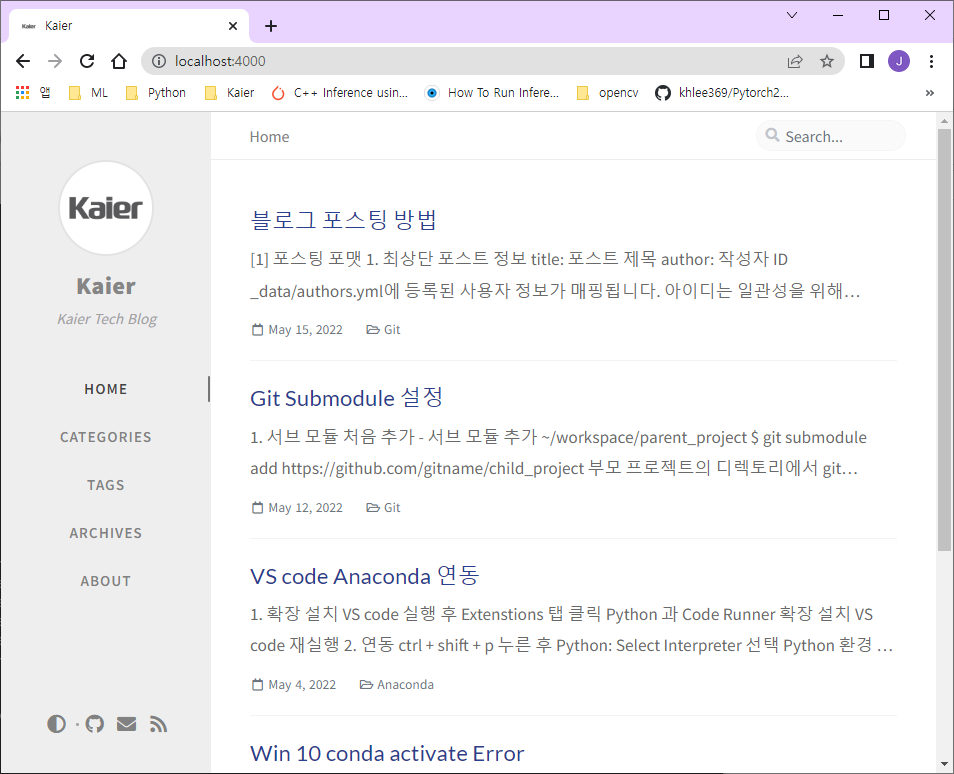 Kaier
localhost:4000
J
앱
ML
Python
Kaier
C++ Inference usin...
How To Run Infere...
opencv
khlee369/Pytorch2...
»
Home
Search...
Kaier
Kaier
Kaier Tech Blog
HOME
CATEGORIES
TAGS
ARCHIVES
ABOUT
블로그 포스팅 방법
[1] 포스팅 포맷 1. 최상단 포스트 정보 title: 포스트 제목 author: 작성자 ID
_data/authors.yml에 등록된 사용자 정보가 매핑됩니다. 아이디는 일관성을 위해...
May 15, 2022
Git
Git Submodule 설정
1. 서브 모듈 처음 추가 - 서브 모듈 추가 ~/workspace/parent_project $ git submodule
add https://github.com/gitname/child_project 부모 프로젝트의 디렉토리에서 git...
May 12, 2022
Git
VS code Anaconda 연동
1. 확장 설치 VS code 실행 후 Extenstions 탭 클릭 Python 과 Code Runner 확장 설치 VS
code 재실행 2. 연동 ctrl + shift + p 누른 후 Python: Select Interpreter 선택 Python 환경 ...
May 4, 2022
Anaconda
Win 10 conda activate Error